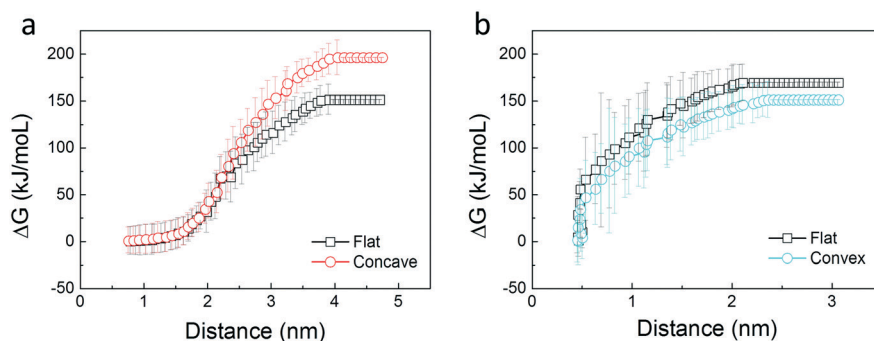 a
ΔG (kJ/moL)
200
150
100
50
0
-50
0
1
2
3
4
5
Distance (nm)
Flat
Concave
b
ΔG (kJ/moL)
200
150
100
50
0
-50
0
1
2
3
Distance (nm)
Flat
Convex